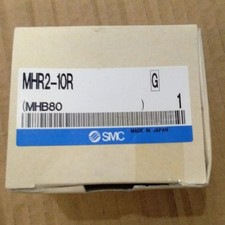 MHR2-10R G
(MHB80 ) 1
SMC
MADE IN JAPAN